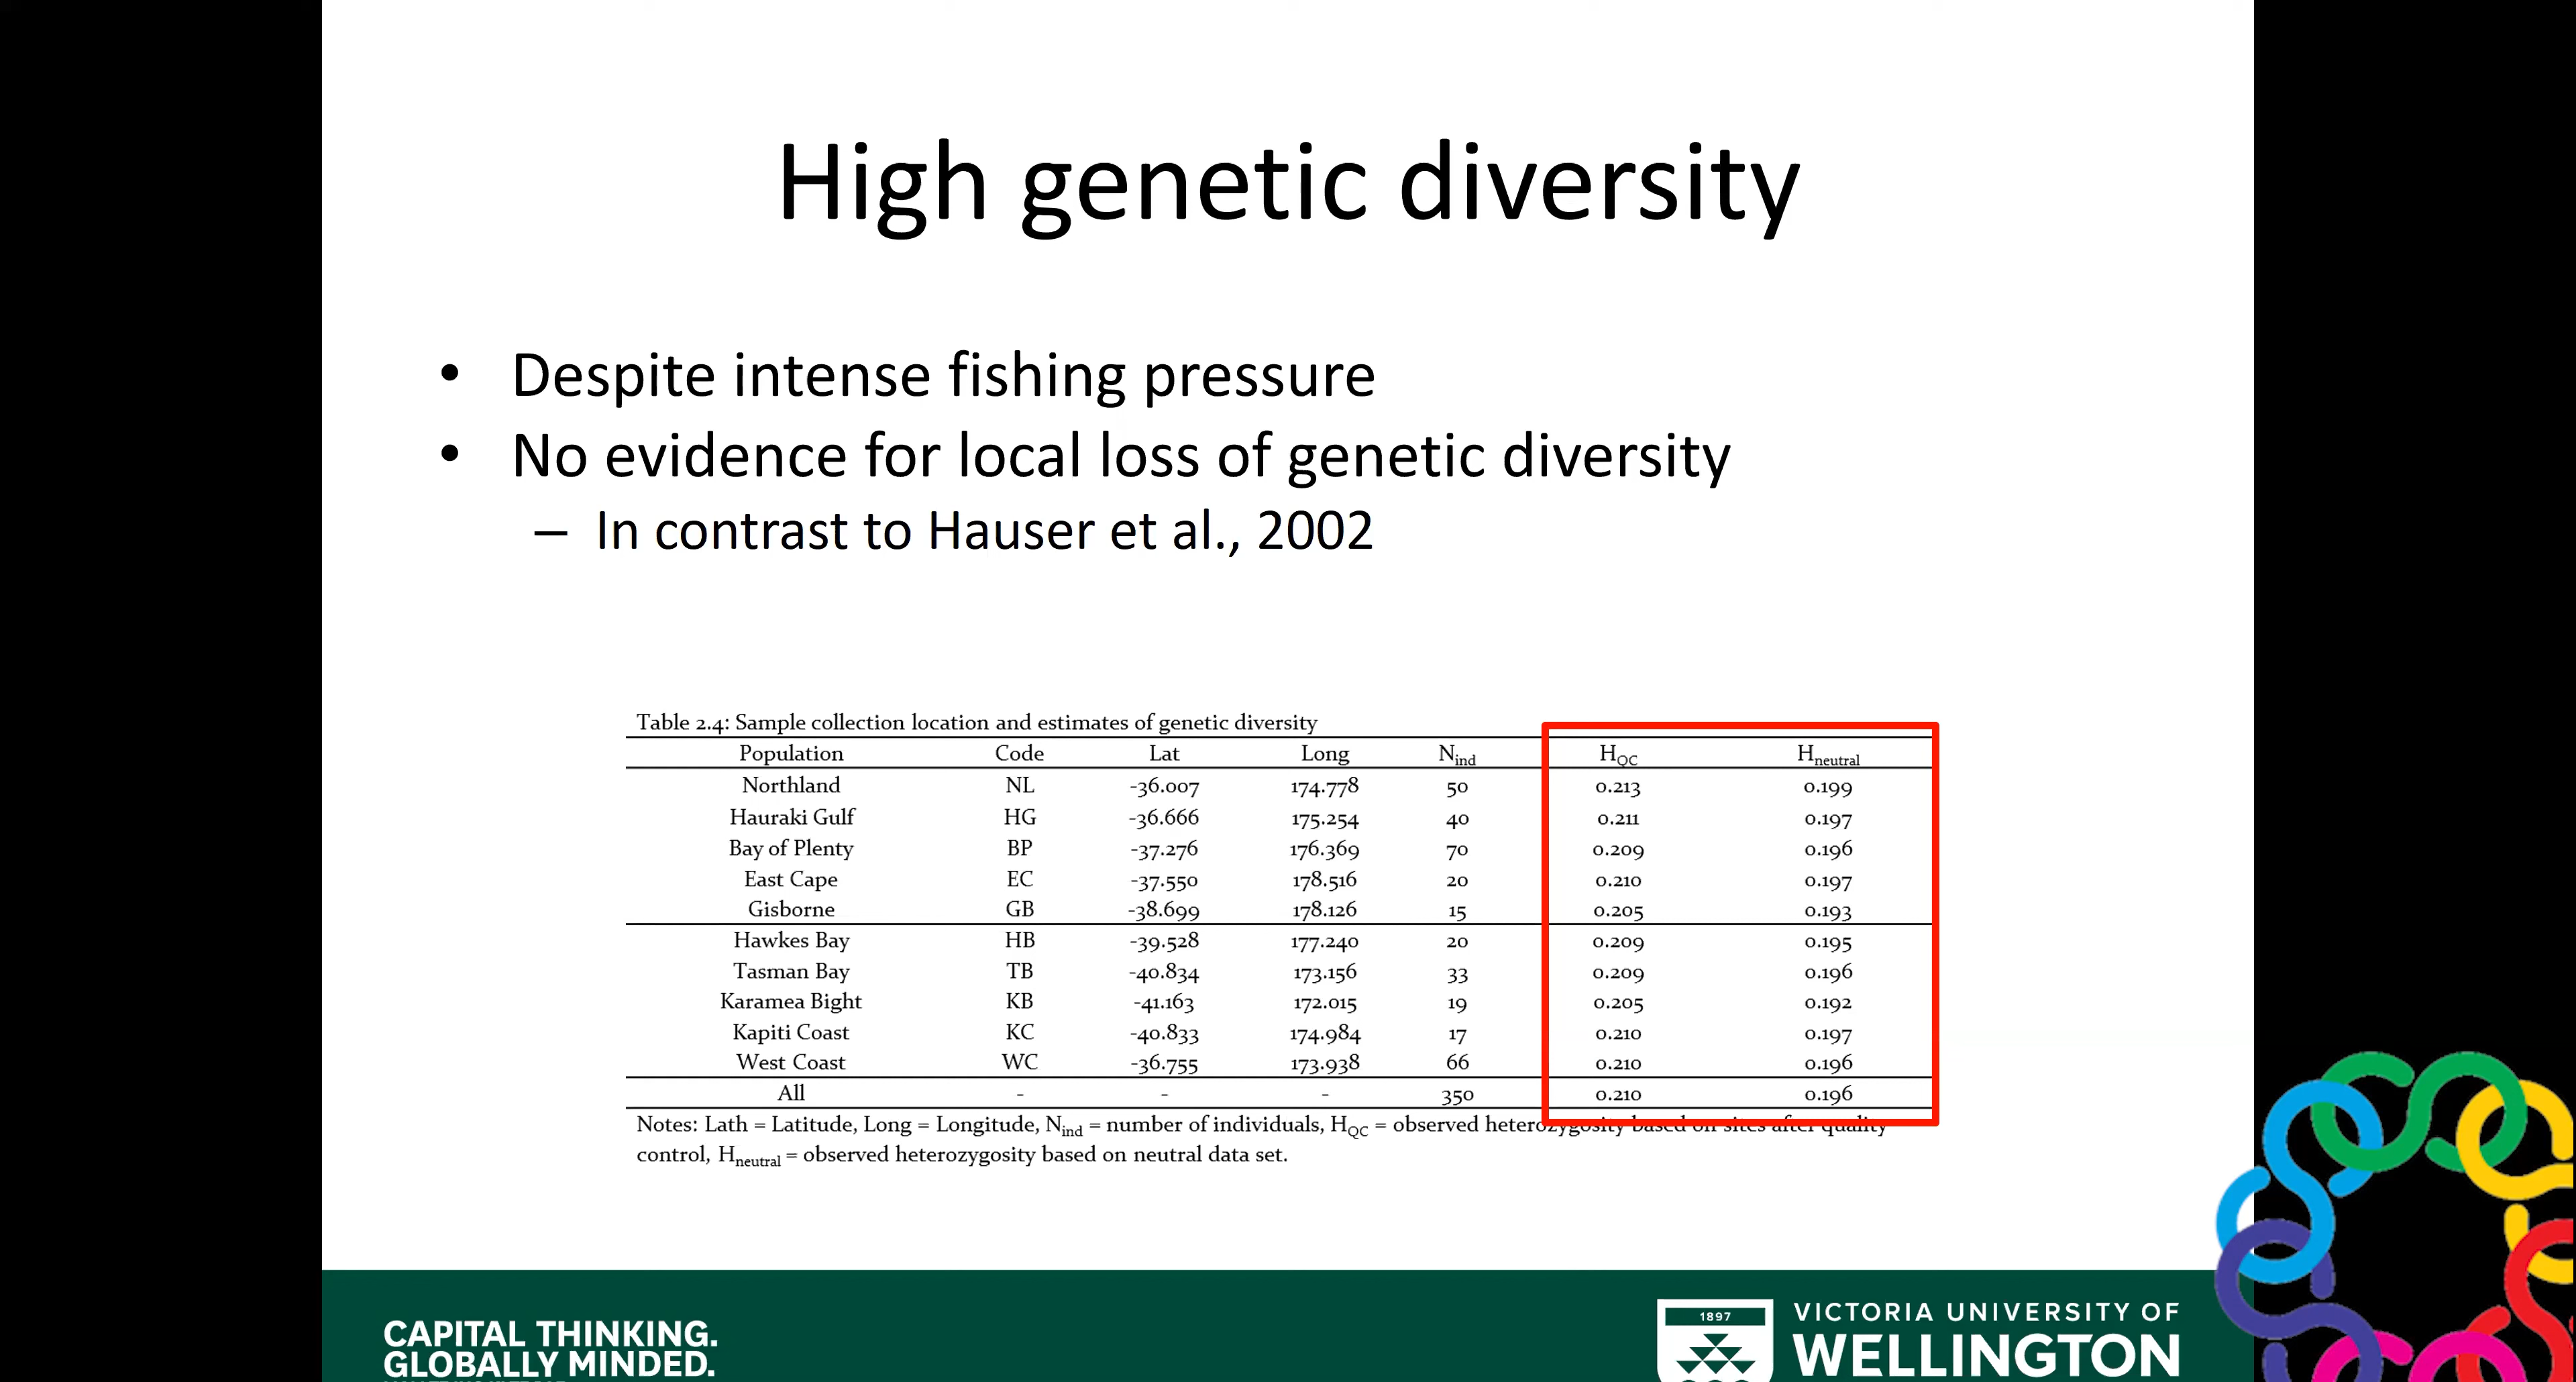 High genetic diversity
• Despite intense fishing pressure
• No evidence for local loss of genetic diversity
– In contrast to Hauser et al., 2002
Table 2.4: Sample collection location and estimates of genetic diversity
Population Code Lat Long Nind HQC Hneutral
Northland NL -36.007 174.778 50 0.213 0.199
Hauraki Gulf HG -36.666 175.254 40 0.211 0.197
Bay of Plenty BP -37.276 176.369 70 0.209 0.196
East Cape EC -37.550 178.516 20 0.210 0.197
Gisborne GB -38.699 178.126 15 0.205 0.193
Hawkes Bay HB -39.528 177.240 20 0.209 0.195
Tasman Bay TB -40.834 173.156 33 0.209 0.196
Karamea Bight KB -41.163 172.015 19 0.205 0.192
Kapiti Coast KC -40.833 174.984 17 0.210 0.197
West Coast WC -36.755 173.938 66 0.210 0.196
All - - - 350 0.210 0.196
Notes: Lath = Latitude, Long = Longitude, Nind = number of individuals, HQC = observed heterozygosity based on sites after quality
control, Hneutral = observed heterozygosity based on neutral data set.
CAPITAL THINKING.
GLOBALLY MINDED.
1897
VICTORIA UNIVERSITY OF
WELLINGTON